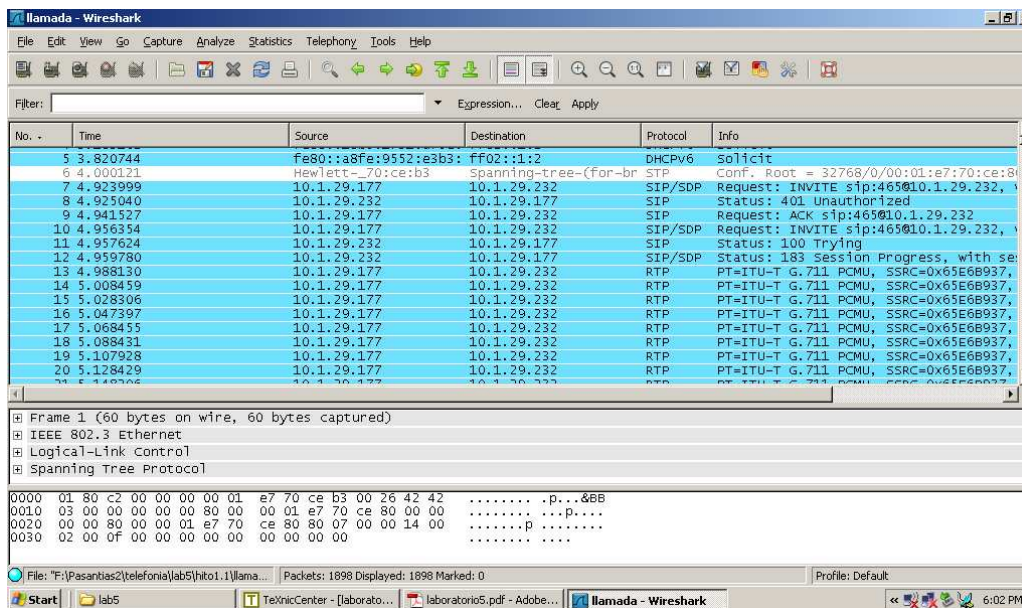 llamada - Wireshark
File Edit View Go Capture Analyze Statistics Telephony Tools Help
Filter: Expression... Clear Apply
No. . Time Source Destination Protocol Info
5 3.820744 fe80::a8fe:9552:e3b3: ff02::1:2 DHCPv6 Solicit
6 4.000121 Hewlett-_70:ce:b3 Spanning-tree-(for-br STP Conf. Root = 32768/0/00:01:e7:70:ce:80
7 4.923999 10.1.29.177 10.1.29.232 SIP/SDP Request: INVITE sip:465@10.1.29.232,
8 4.925040 10.1.29.232 10.1.29.177 SIP Status: 401 Unauthorized
9 4.941527 10.1.29.177 10.1.29.232 SIP Request: ACK sip:465@10.1.29.232
10 4.956354 10.1.29.177 10.1.29.232 SIP/SDP Request: INVITE sip:465@10.1.29.232,
11 4.957624 10.1.29.232 10.1.29.177 SIP Status: 100 Trying
12 4.959780 10.1.29.232 10.1.29.177 SIP/SDP Status: 183 Session Progress, with ses
13 4.988130 10.1.29.177 10.1.29.232 RTP PT=ITU-T G.711 PCMU, SSRC=0x65E6B937,
14 5.008459 10.1.29.177 10.1.29.232 RTP PT=ITU-T G.711 PCMU, SSRC=0x65E6B937,
15 5.028306 10.1.29.177 10.1.29.232 RTP PT=ITU-T G.711 PCMU, SSRC=0x65E6B937,
16 5.047397 10.1.29.177 10.1.29.232 RTP PT=ITU-T G.711 PCMU, SSRC=0x65E6B937,
17 5.068455 10.1.29.177 10.1.29.232 RTP PT=ITU-T G.711 PCMU, SSRC=0x65E6B937,
18 5.088431 10.1.29.177 10.1.29.232 RTP PT=ITU-T G.711 PCMU, SSRC=0x65E6B937,
19 5.107928 10.1.29.177 10.1.29.232 RTP PT=ITU-T G.711 PCMU, SSRC=0x65E6B937,
20 5.128429 10.1.29.177 10.1.29.232 RTP PT=ITU-T G.711 PCMU, SSRC=0x65E6B937,
Frame 1 (60 bytes on wire, 60 bytes captured)
IEEE 802.3 Ethernet
Logical-Link Control
Spanning Tree Protocol
0000 01 80 c2 00 00 00 00 01 e7 70 ce b3 00 26 42 42 ........ .p...&BB
0010 03 00 00 00 00 00 80 00 00 01 e7 70 ce 80 00 00 ........ ...p....
0020 00 00 80 00 00 01 e7 70 ce 80 80 07 00 00 14 00 .......p ........
0030 02 00 0f 00 00 00 00 00 00 00 00 00 ........ ....
File: "F:\Pasantias2\telefonia\lab5\hito1.1\llama... Packets: 1898 Displayed: 1898 Marked: 0 Profile: Default
Start lab5 TeXnicCenter - [laborato... laboratorio5.pdf - Adobe... llamada - Wireshark « 6:02 PM